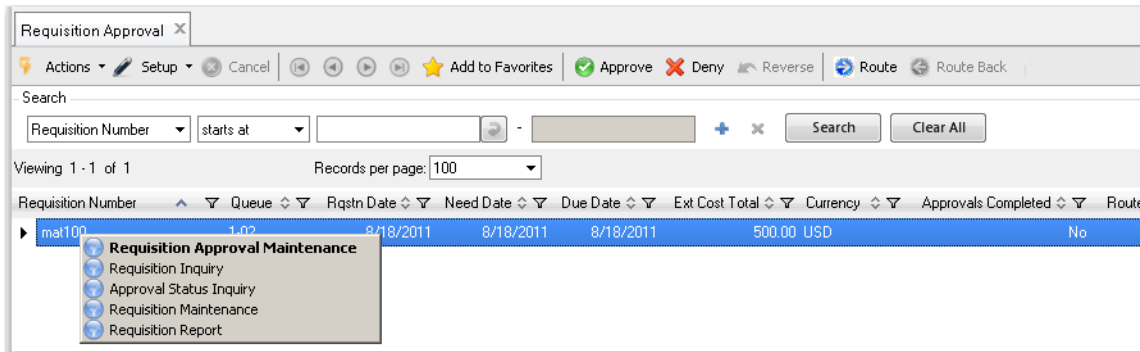 Requisition Approval
Actions Setup Cancel Add to Favorites Approve Deny Reverse Route Route Back
Search
Requisition Number starts at - Search Clear All
Viewing 1 - 1 of 1 Records per page: 100
Requisition Number Queue Rqstn Date Need Date Due Date Ext Cost Total Currency Approvals Completed Route
mat100 1-02 8/18/2011 8/18/2011 8/18/2011 500.00 USD No
Requisition Approval Maintenance
Requisition Inquiry
Approval Status Inquiry
Requisition Maintenance
Requisition Report